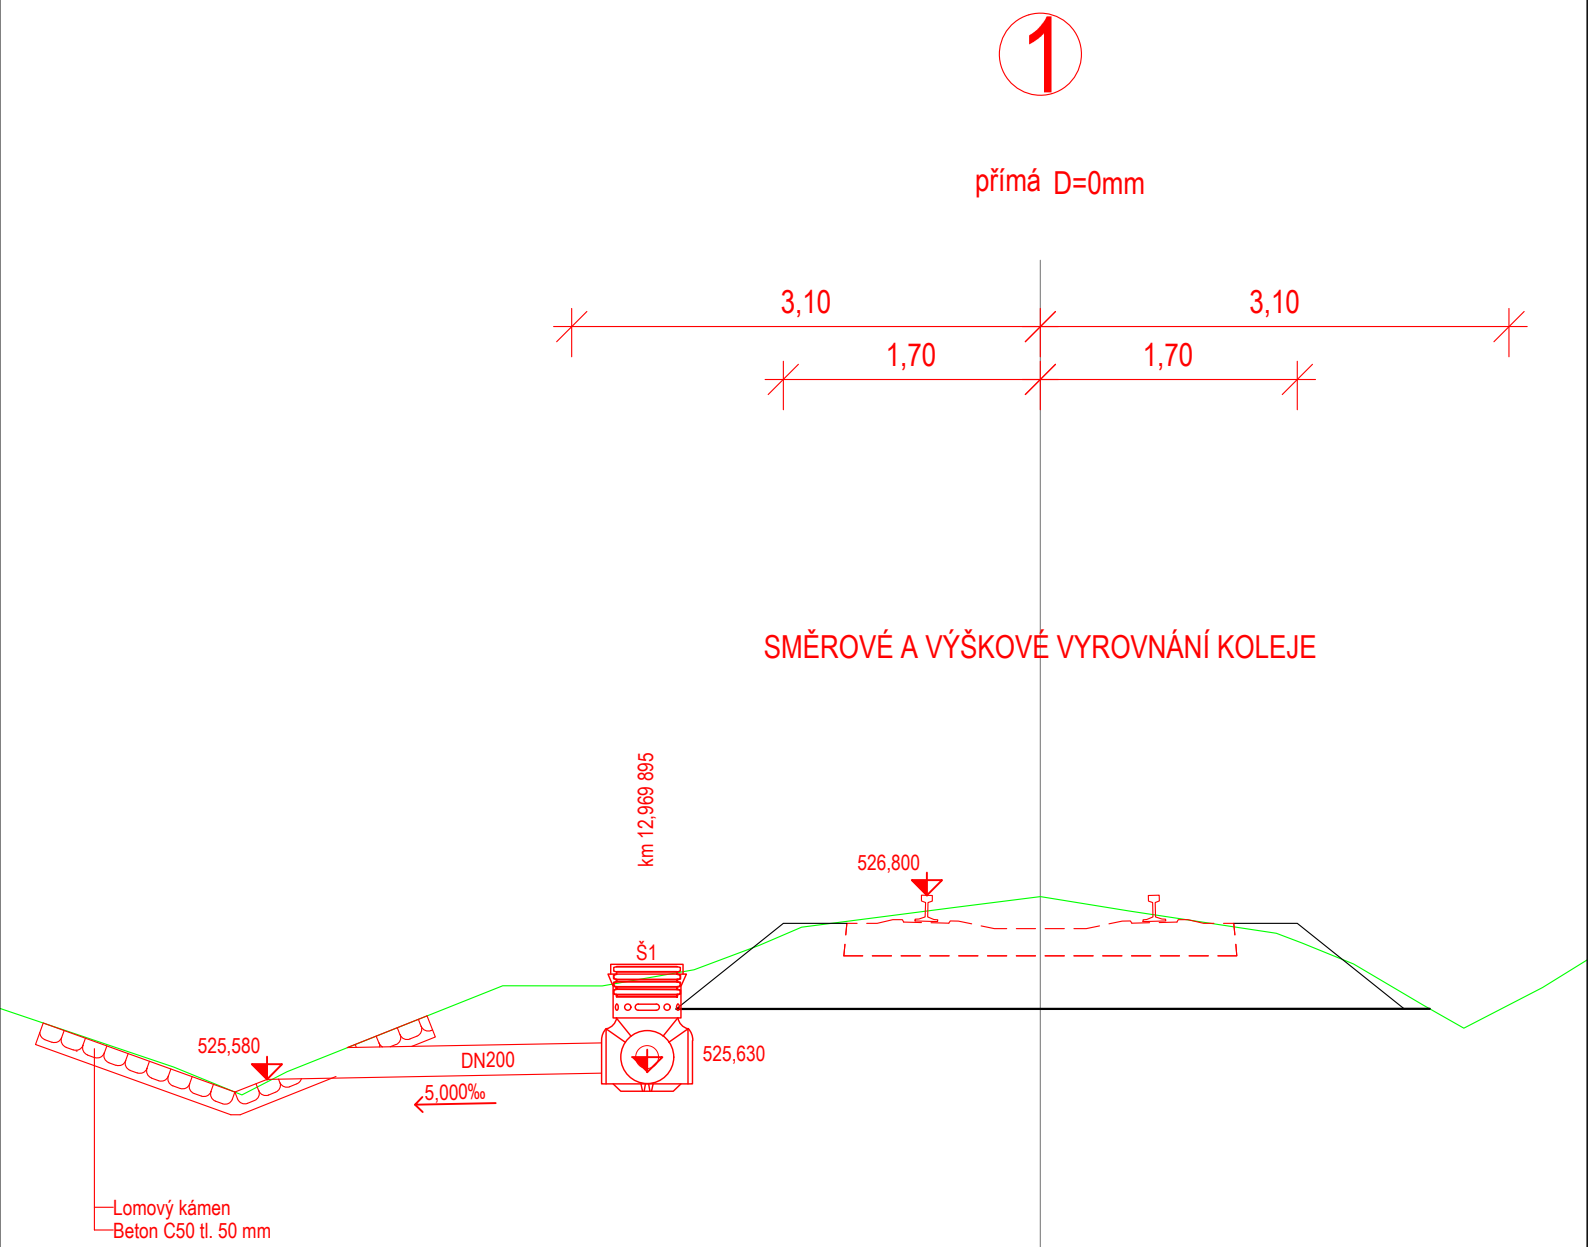 1
přímá D=0mm
3,10 3,10
1,70 1,70
SMĚROVÉ A VÝŠKOVÉ VYROVNÁNÍ KOLEJE
km 12,969 895
526,800
Š1
525,580
DN200
525,630
5,000‰
Lomový kámen
Beton C50 tl. 50 mm